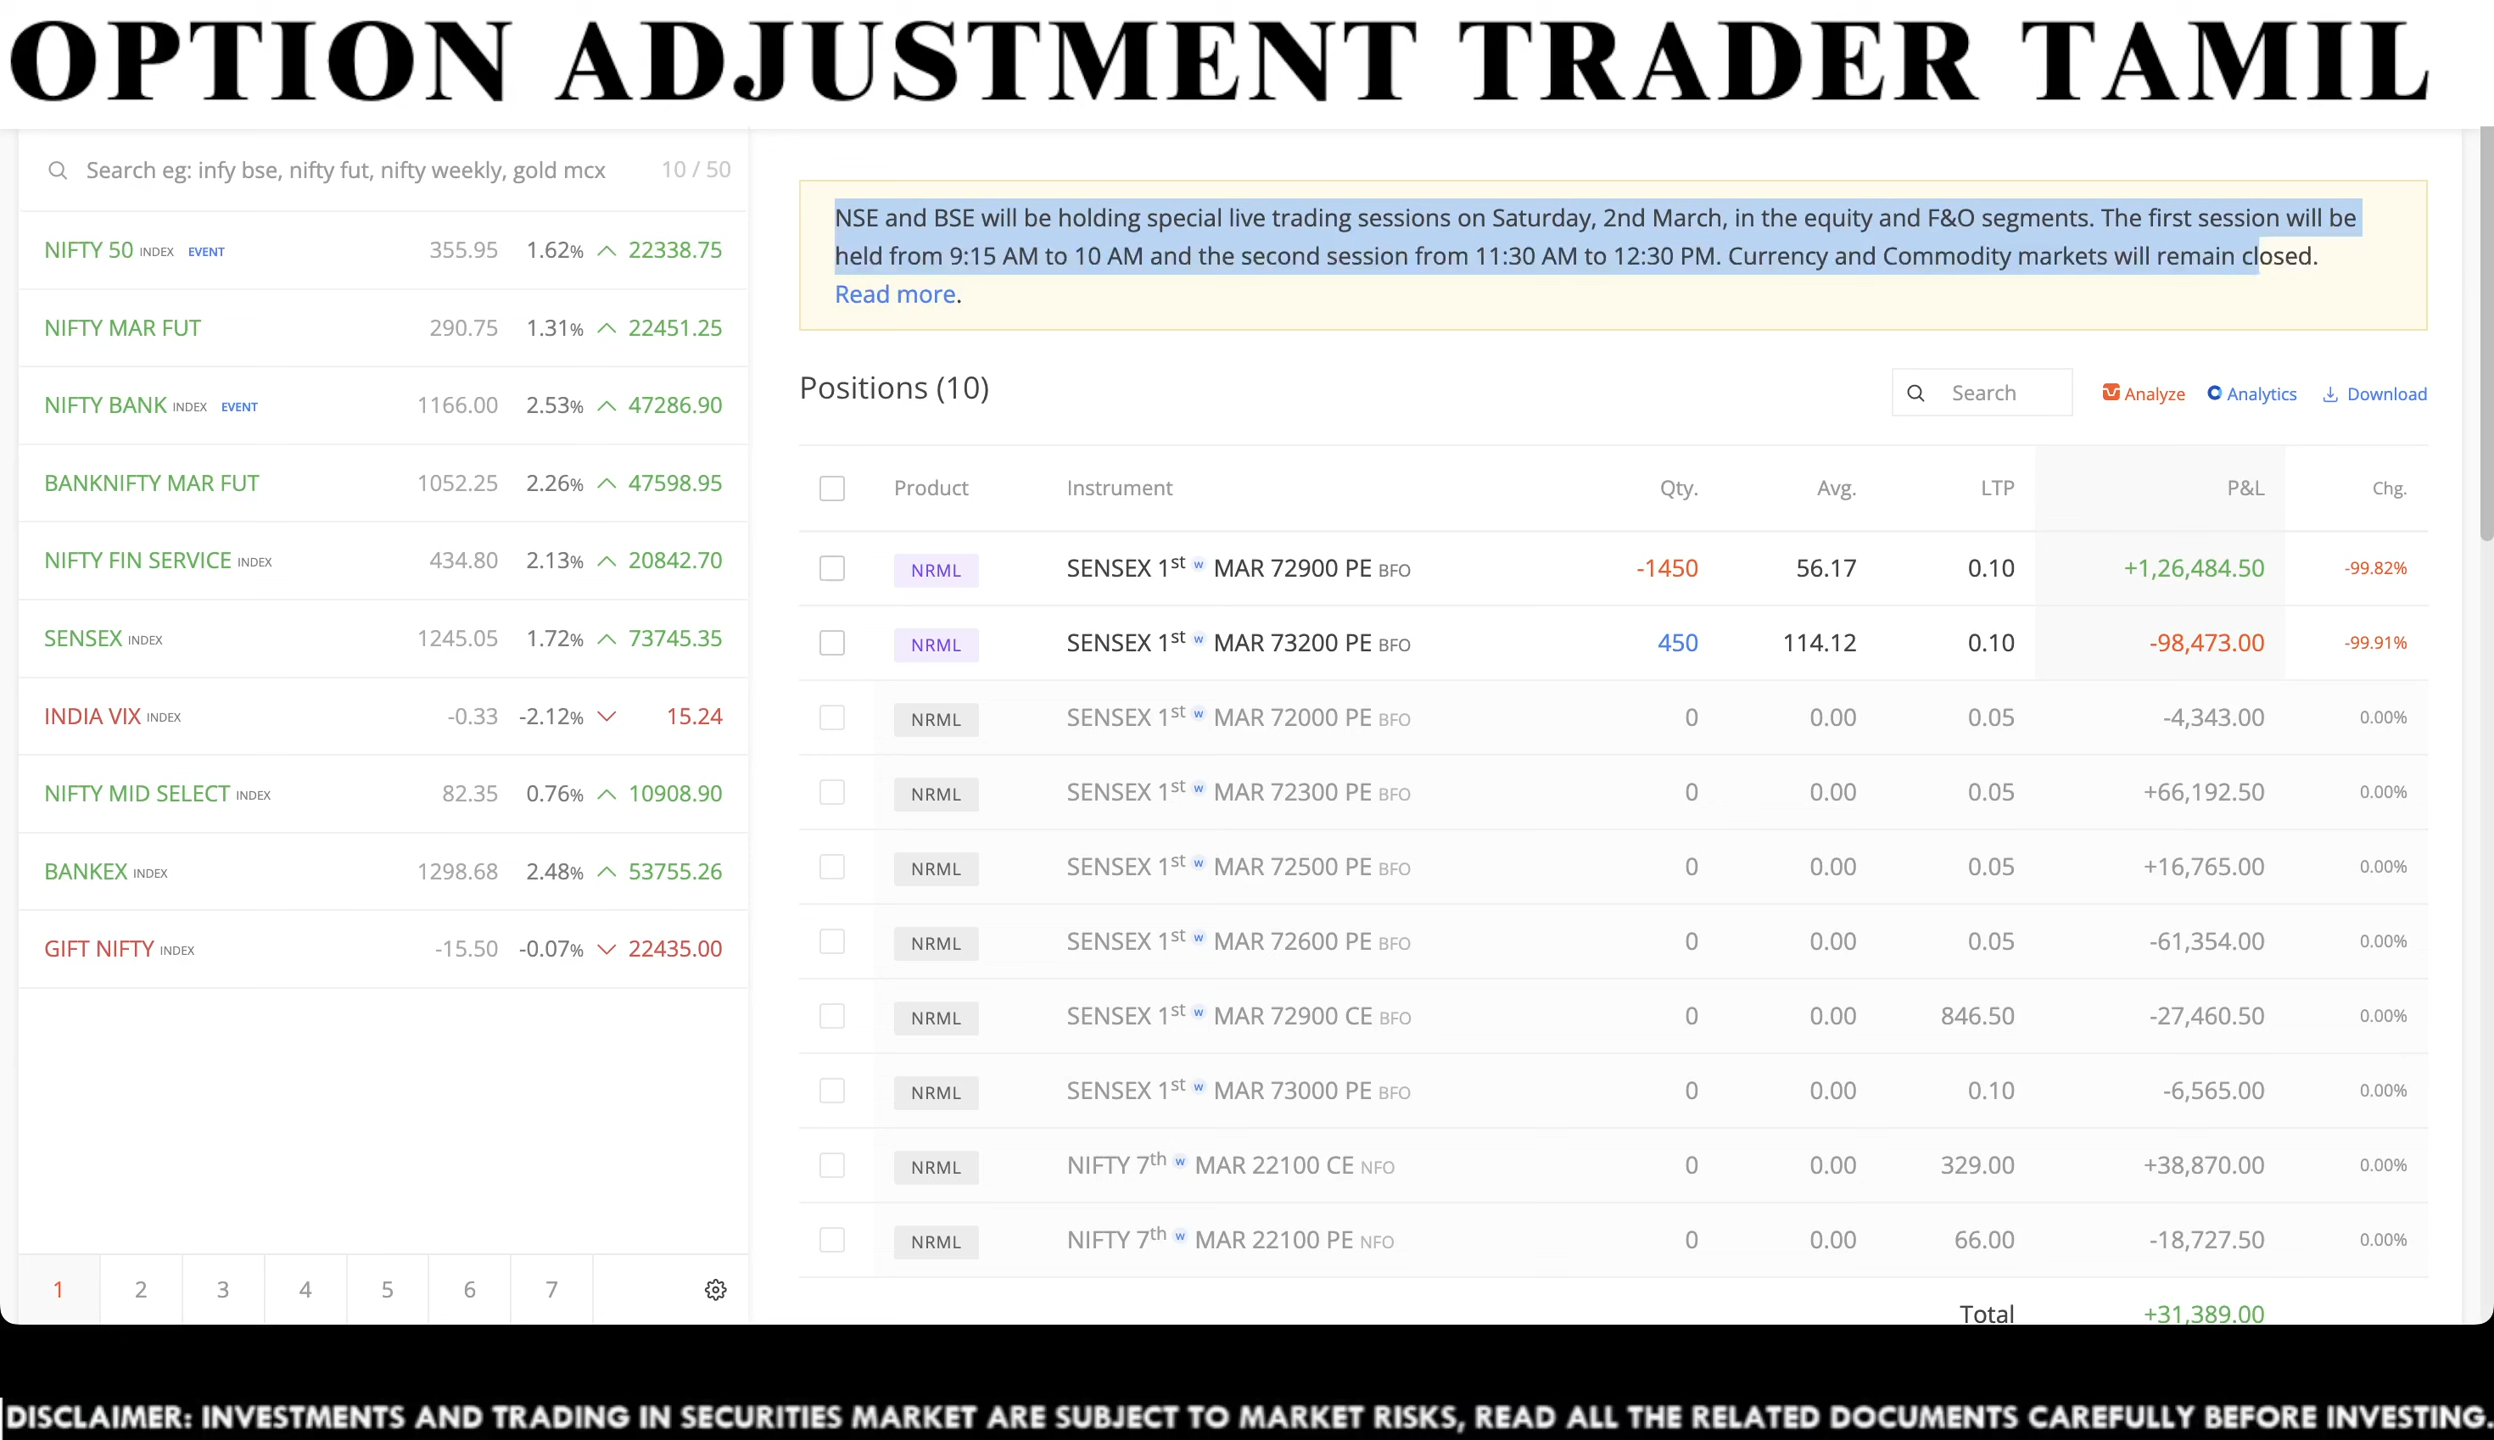 OPTION ADJUSTMENT TRADER TAMIL
Search eg: infy bse, nifty fut, nifty weekly, gold mcx 10 / 50
NIFTY 50 INDEX EVENT 355.95 1.62% 22338.75
NIFTY MAR FUT 290.75 1.31% 22451.25
NIFTY BANK INDEX EVENT 1166.00 2.53% 47286.90
BANKNIFTY MAR FUT 1052.25 2.26% 47598.95
NIFTY FIN SERVICE INDEX 434.80 2.13% 20842.70
SENSEX INDEX 1245.05 1.72% 73745.35
INDIA VIX INDEX -0.33 -2.12% 15.24
NIFTY MID SELECT INDEX 82.35 0.76% 10908.90
BANKEX INDEX 1298.68 2.48% 53755.26
GIFT NIFTY INDEX -15.50 -0.07% 22435.00
1 2 3 4 5 6 7
NSE and BSE will be holding special live trading sessions on Saturday, 2nd March, in the equity and F&O segments. The first session will be
held from 9:15 AM to 10 AM and the second session from 11:30 AM to 12:30 PM. Currency and Commodity markets will remain closed.
Read more.
Positions (10) Search Analyze Analytics Download
Product Instrument Qty. Avg. LTP P&L Chg.
NRML SENSEX 1st w MAR 72900 PE BFO -1450 56.17 0.10 +1,26,484.50 -99.82%
NRML SENSEX 1st w MAR 73200 PE BFO 450 114.12 0.10 -98,473.00 -99.91%
NRML SENSEX 1st w MAR 72000 PE BFO 0 0.00 0.05 -4,343.00 0.00%
NRML SENSEX 1st w MAR 72300 PE BFO 0 0.00 0.05 +66,192.50 0.00%
NRML SENSEX 1st w MAR 72500 PE BFO 0 0.00 0.05 +16,765.00 0.00%
NRML SENSEX 1st w MAR 72600 PE BFO 0 0.00 0.05 -61,354.00 0.00%
NRML SENSEX 1st w MAR 72900 CE BFO 0 0.00 846.50 -27,460.50 0.00%
NRML SENSEX 1st w MAR 73000 PE BFO 0 0.00 0.10 -6,565.00 0.00%
NRML NIFTY 7th w MAR 22100 CE NFO 0 0.00 329.00 +38,870.00 0.00%
NRML NIFTY 7th w MAR 22100 PE NFO 0 0.00 66.00 -18,727.50 0.00%
Total +31,389.00
DISCLAIMER: INVESTMENTS AND TRADING IN SECURITIES MARKET ARE SUBJECT TO MARKET RISKS, READ ALL THE RELATED DOCUMENTS CAREFULLY BEFORE INVESTING.